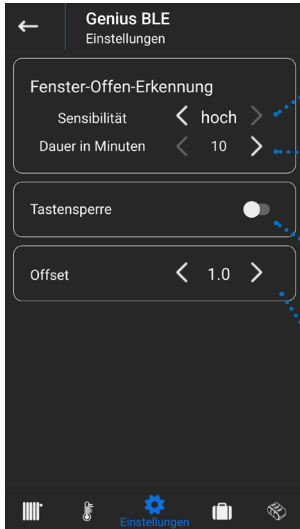 Genius BLE
Einstellungen
Fenster-Offen-Erkennung
Sensibilität hoch
Dauer in Minuten 10
Tastensperre
Offset 1.0
Einstellungen